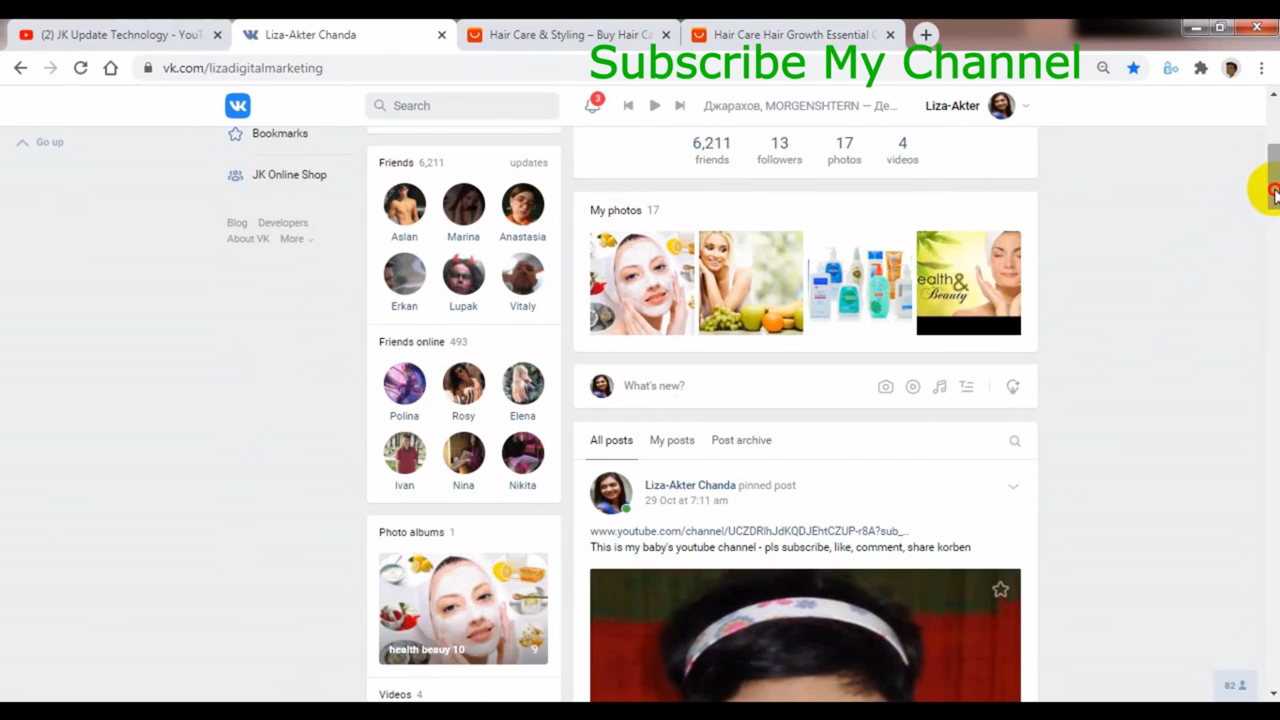 (2) JK Update Technology - YouT
Liza-Akter Chanda
Hair Care & Styling – Buy Hair Ca
Hair Care Hair Growth Essential O
Subscribe My Channel
vk.com/lizadigitalmarketing
Search
3
Джарахов, MORGENSHTERN — Де...
Liza-Akter
Go up
Bookmarks
JK Online Shop
Blog Developers
About VK More
Friends 6,211 updates
Aslan Marina Anastasia
Erkan Lupak Vitaly
Friends online 493
Polina Rosy Elena
Ivan Nina Nikita
Photo albums 1
health beauy 10 9
Videos 4
6,211 13 17 4
friends followers photos videos
My photos 17
ealth&
Beauty
What's new?
All posts My posts Post archive
Liza-Akter Chanda pinned post
29 Oct at 7:11 am
www.youtube.com/channel/UCZDRlhJdKQDJEhtCZUP-r8A?sub_...
This is my baby's youtube channel - pls subscribe, like, comment, share korben
82